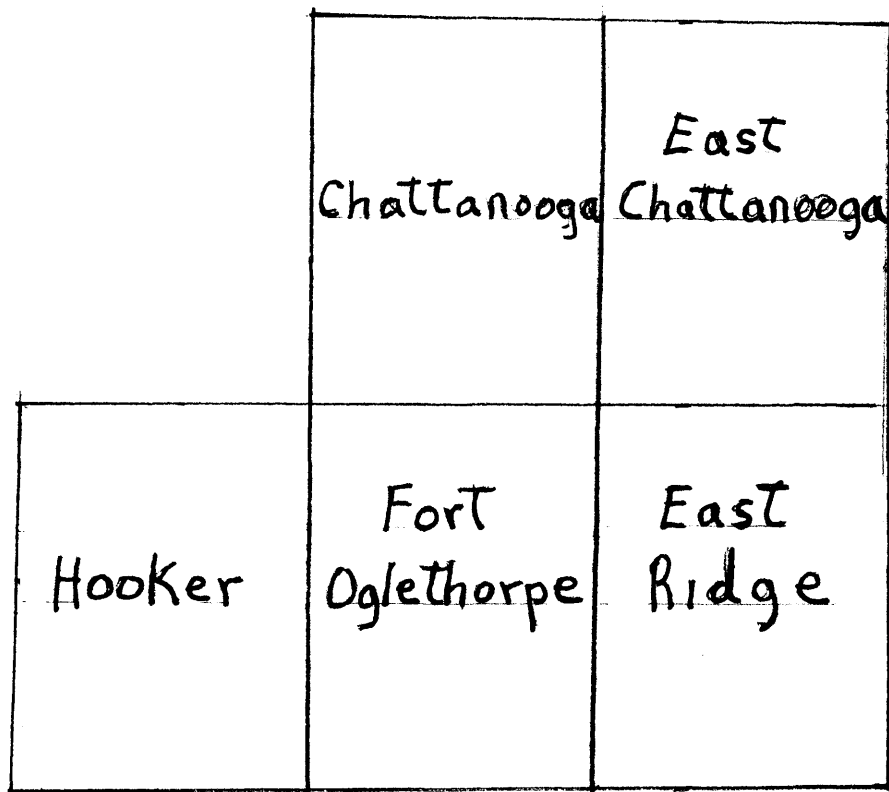 Chattanooga
East
Chattanooga
Hooker
Fort
Oglethorpe
East
Ridge